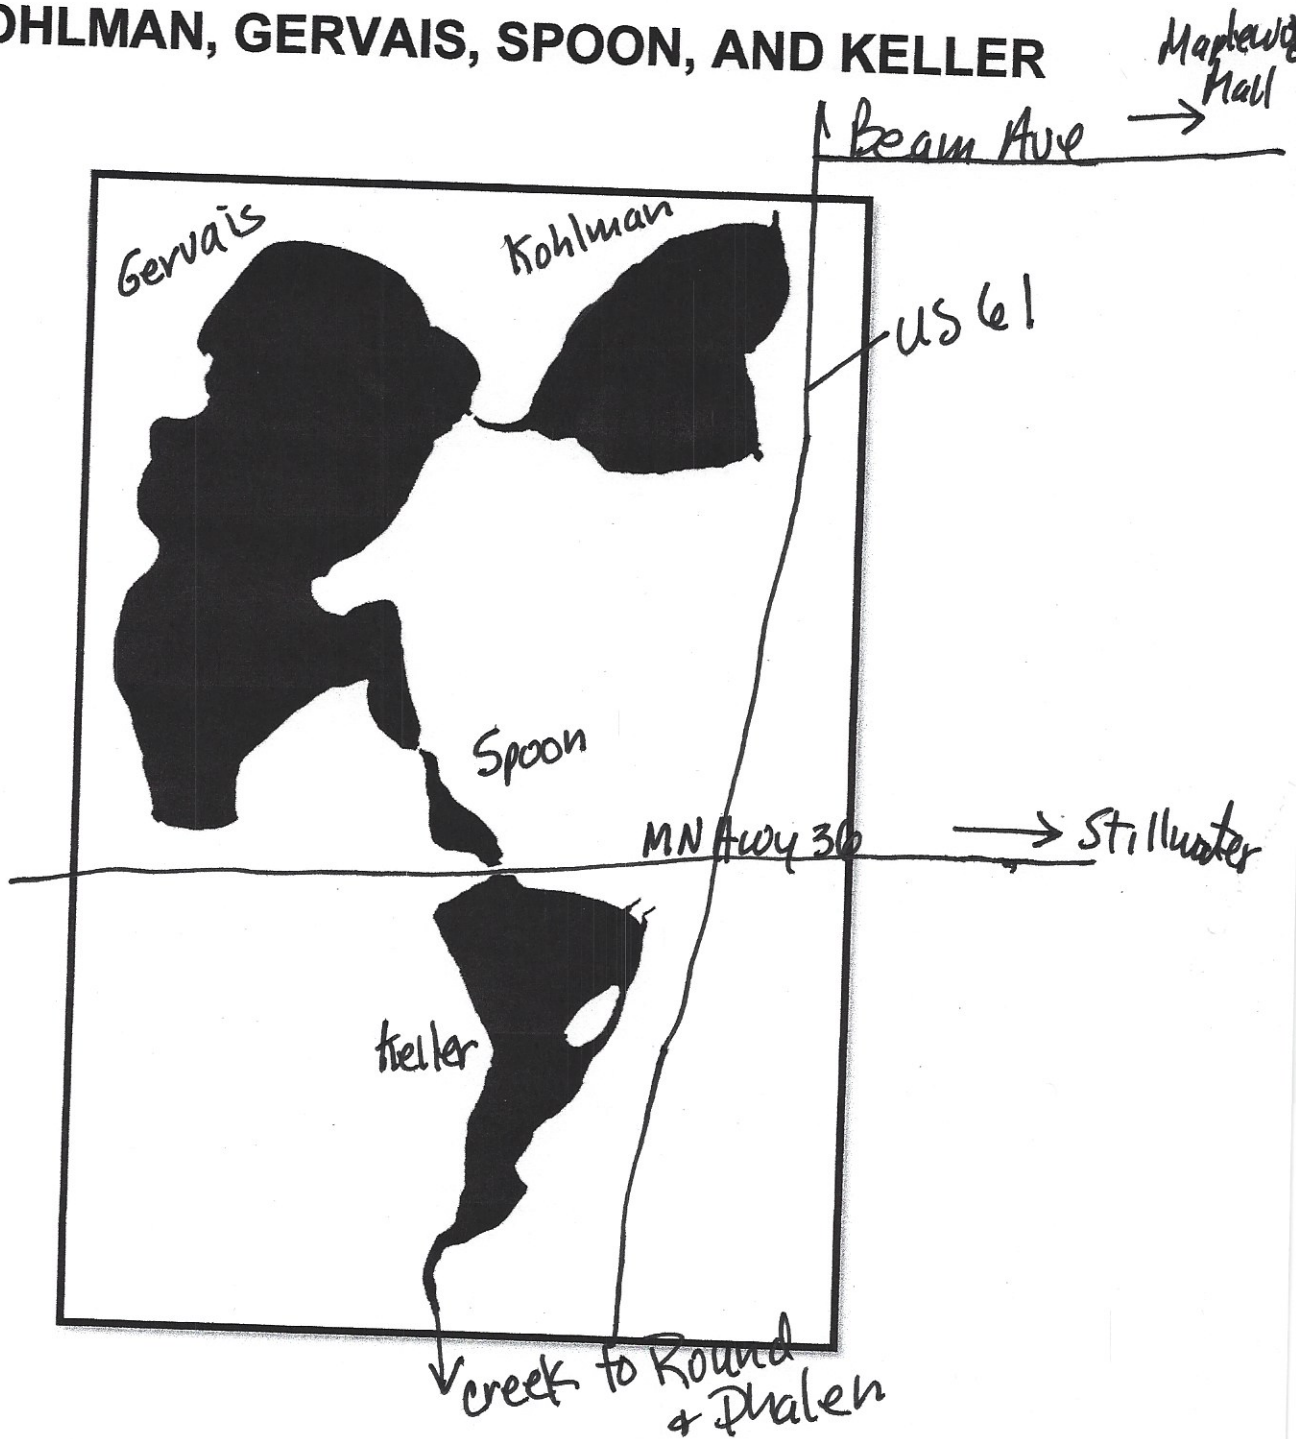 OHLMAN, GERVAIS, SPOON, AND KELLER
Mall
Beam Ave
Gervais
Kohlman
US 61
Spoon
MN Hwy 36
Stillwater
Keller
creek to Round
& Phalen